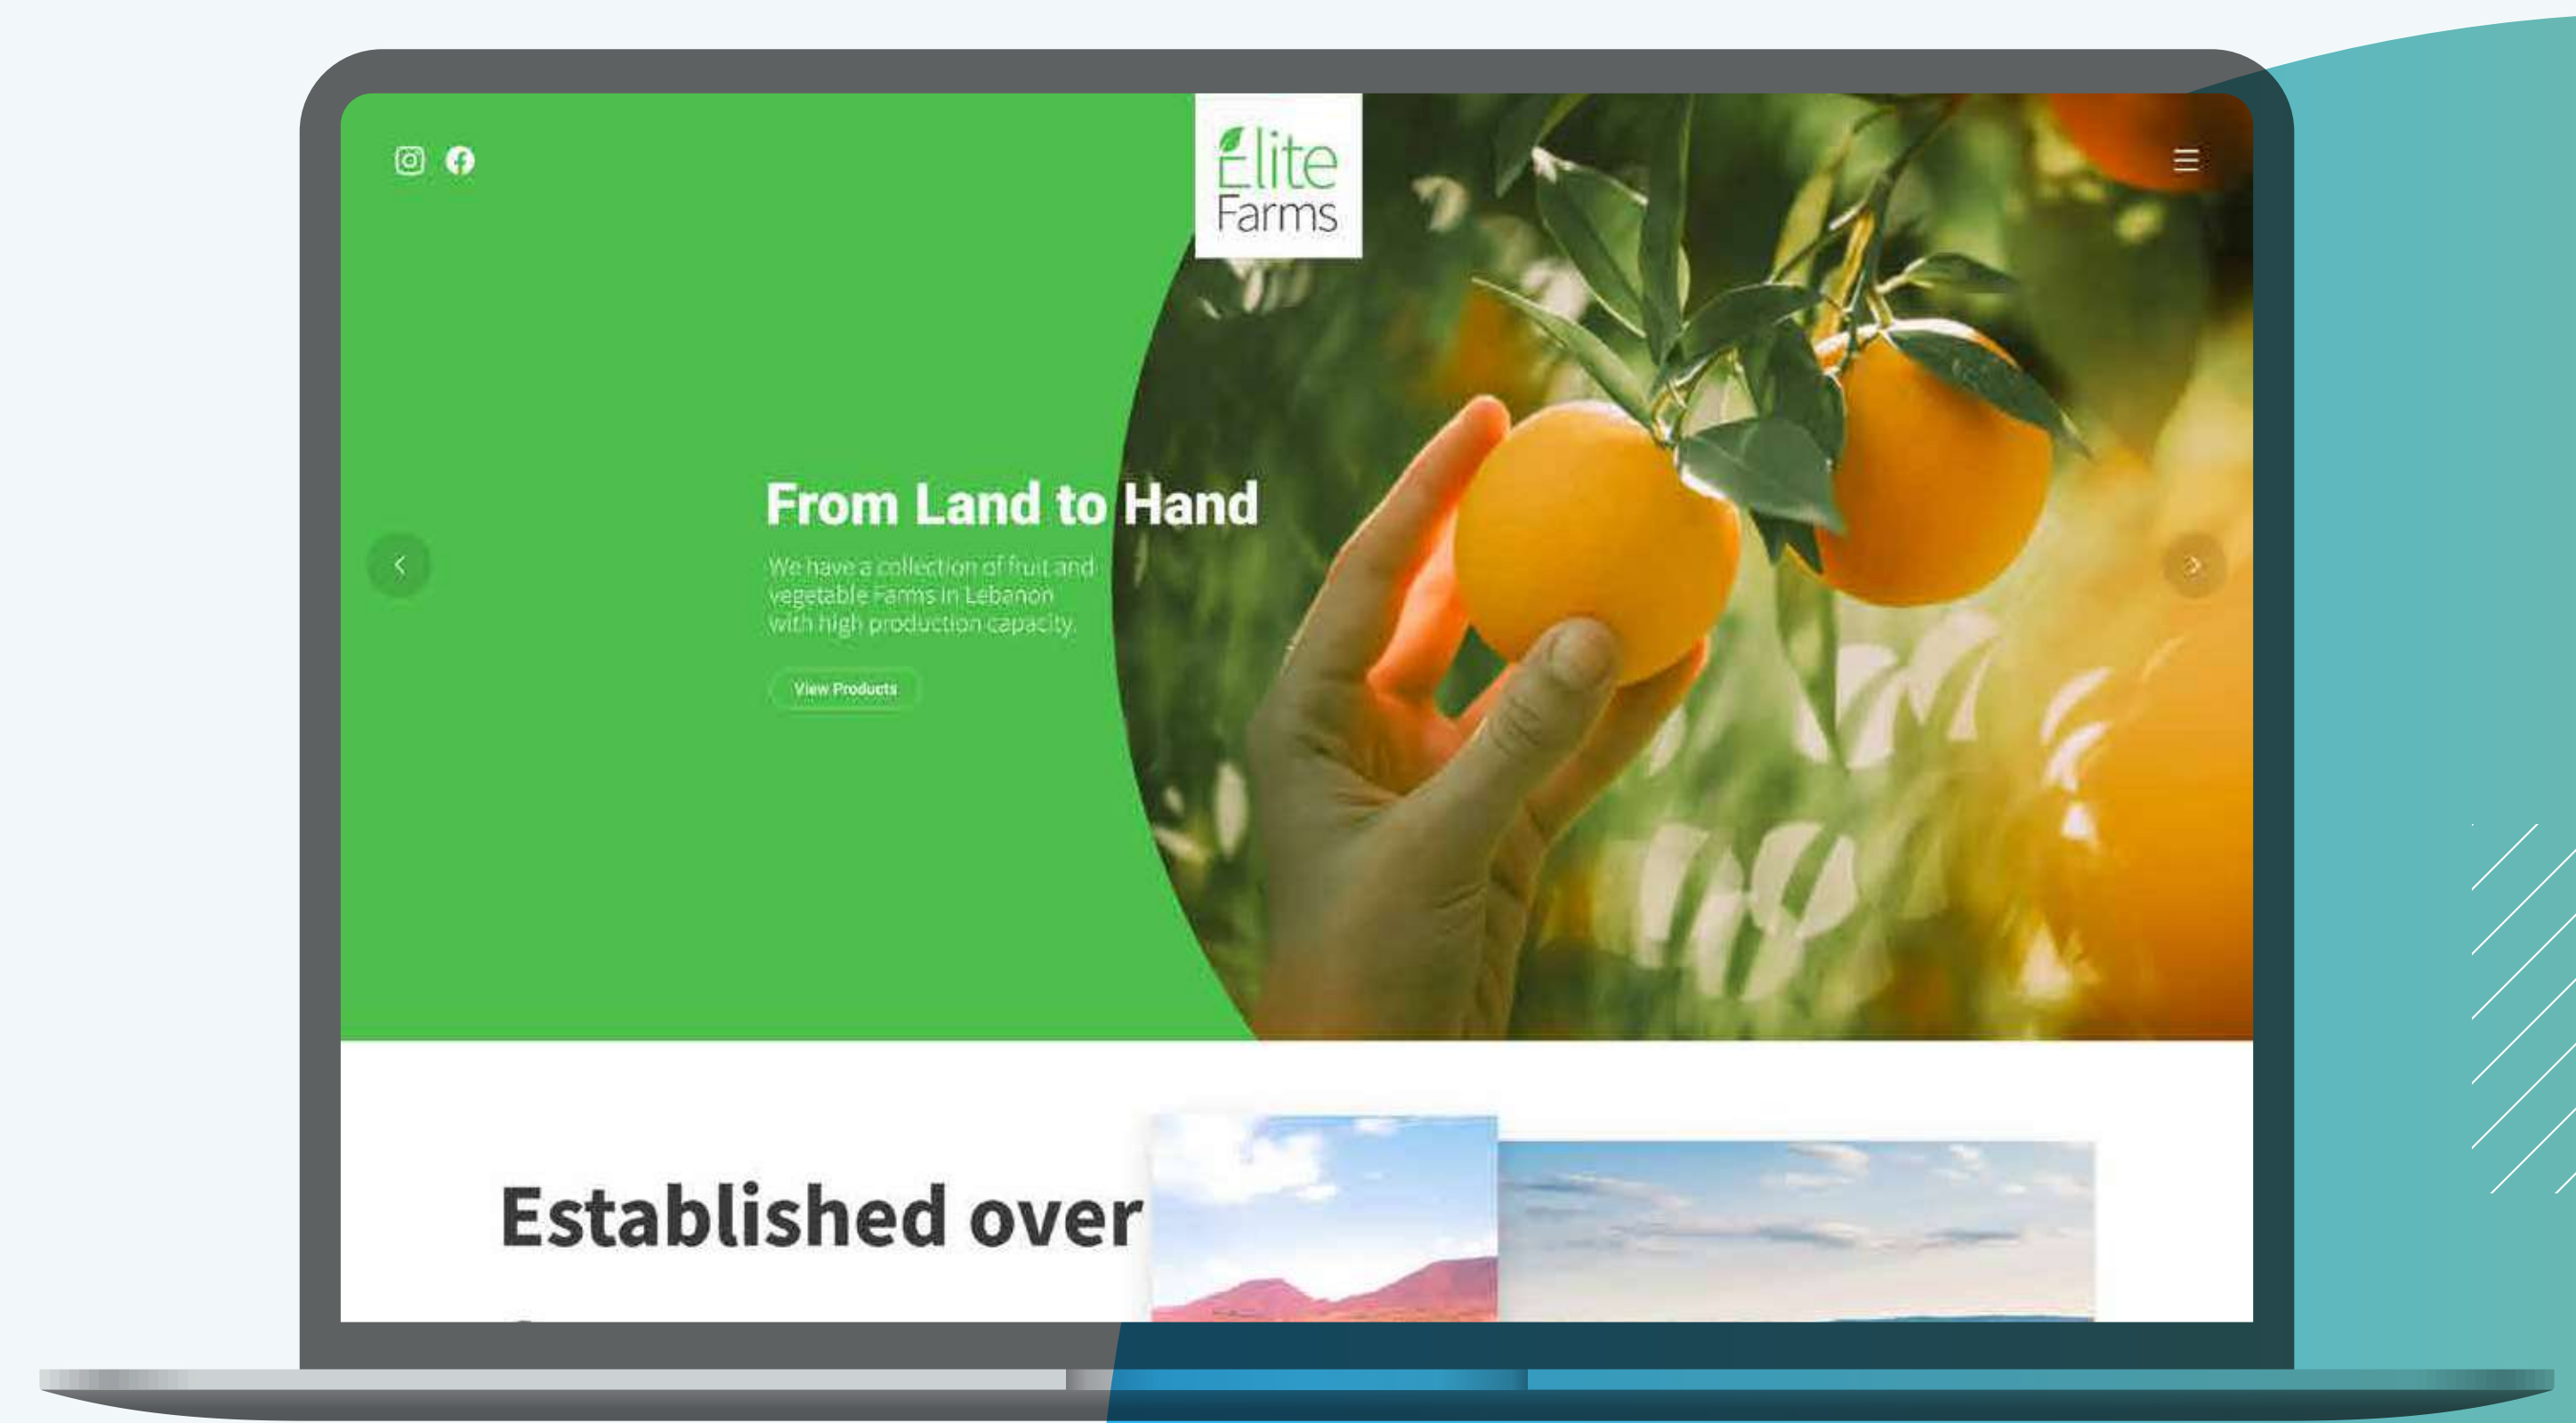 Elite
Farms
From Land to Hand
We have a collection of fruit and
vegetable Farms in Lebanon
with high production capacity.
View Products
Established over